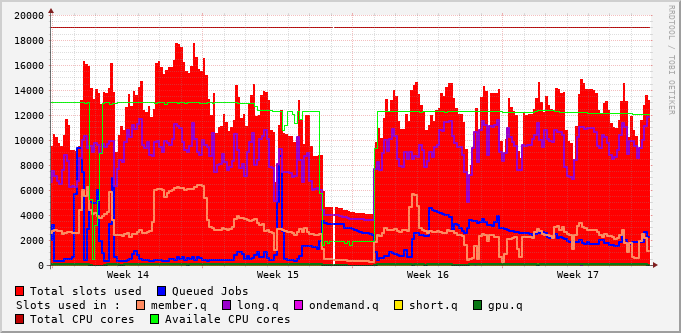 RRDTOOL / TOBI OETIKER
20000
18000
16000
14000
12000
10000
8000
6000
4000
2000
0
Week 14 Week 15 Week 16 Week 17
Total slots used Queued Jobs
Slots used in : member.q long.q ondemand.q short.q gpu.q
Total CPU cores Availale CPU cores